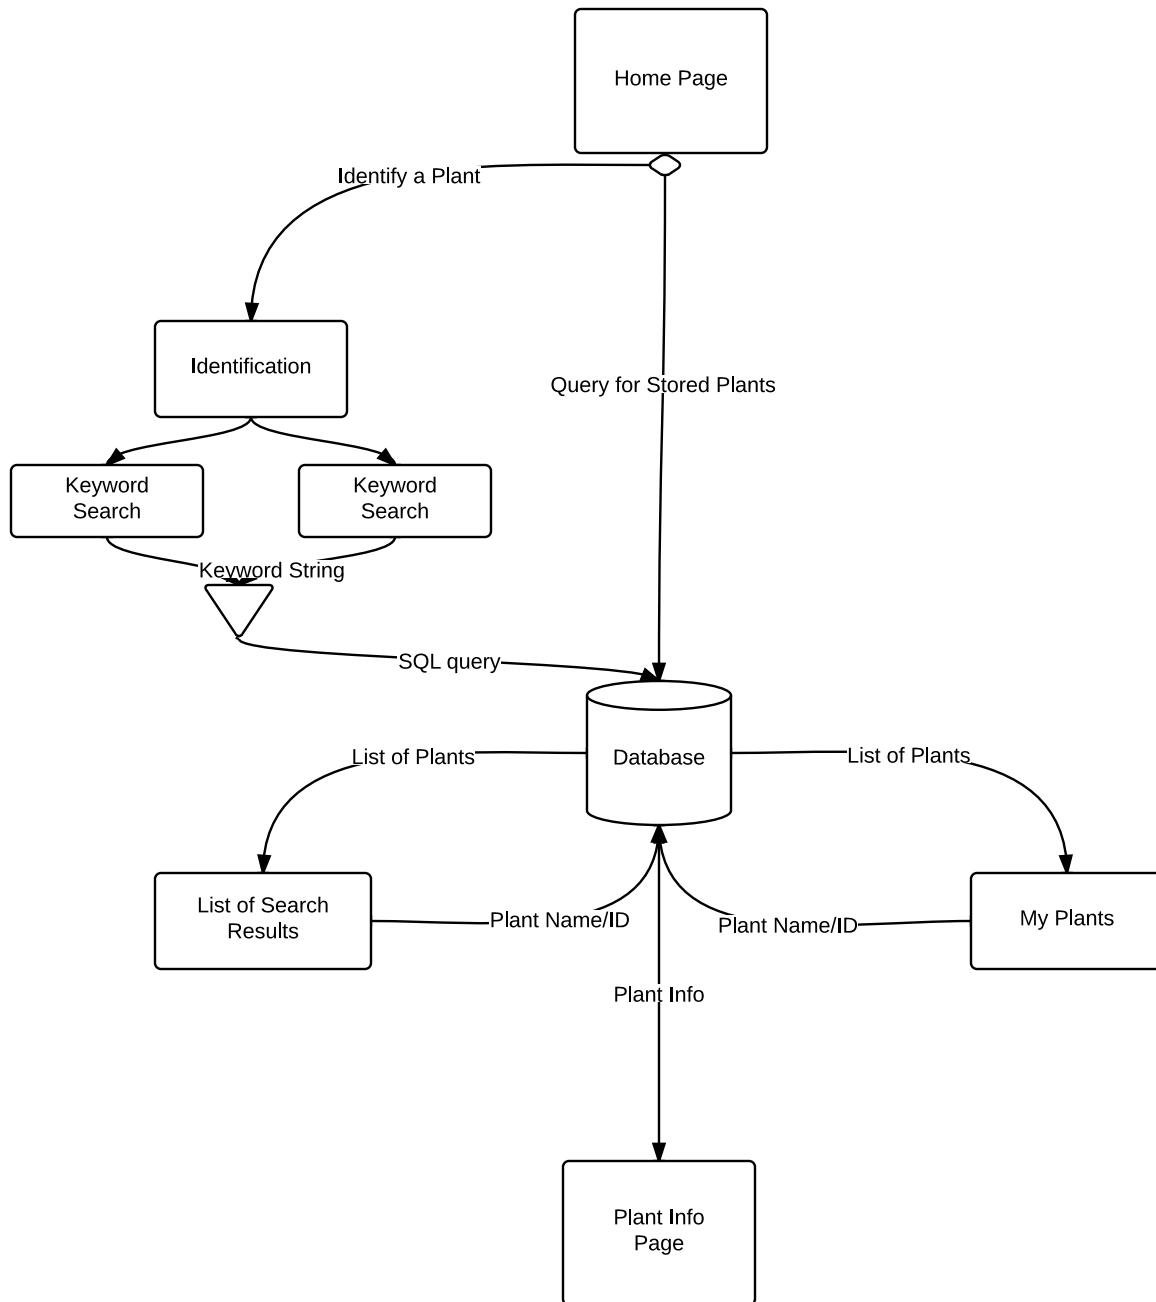 Home Page
Identify a Plant
Identification
Query for Stored Plants
Keyword
Search
Keyword
Search
Keyword String
SQL query
List of Plants
Database
List of Plants
List of Search
Results
Plant Name/ID
Plant Name/ID
My Plants
Plant Info
Plant Info
Page